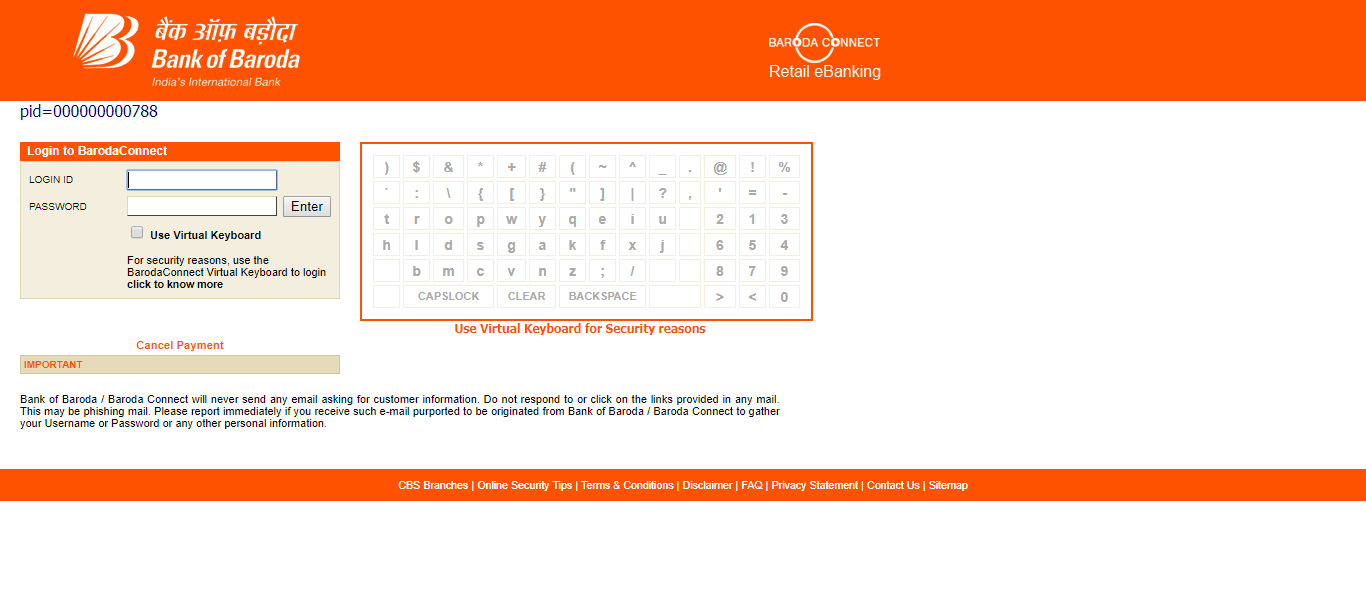 बैंक ऑफ़ बड़ौदा
Bank of Baroda
India's International Bank
BARODA CONNECT
Retail eBanking
pid=000000000788
Login to BarodaConnect
LOGIN ID
PASSWORD
Enter
Use Virtual Keyboard
For security reasons, use the
BarodaConnect Virtual Keyboard to login
click to know more
) $ & * + # ( ~ ^ _ . @ ! %
` : \ { [ } " ] | ? , ' = -
t r o p w y q e i u 2 1 3
h l d s g a k f x j 6 5 4
b m c v n z ; / 8 7 9
CAPSLOCK CLEAR BACKSPACE > < 0
Use Virtual Keyboard for Security reasons
Cancel Payment
IMPORTANT
Bank of Baroda / Baroda Connect will never send any email asking for customer information. Do not respond to or click on the links provided in any mail.
This may be phishing mail. Please report immediately if you receive such e-mail purported to be originated from Bank of Baroda / Baroda Connect to gather
your Username or Password or any other personal information.
CBS Branches | Online Security Tips | Terms & Conditions | Disclaimer | FAQ | Privacy Statement | Contact Us | Sitemap